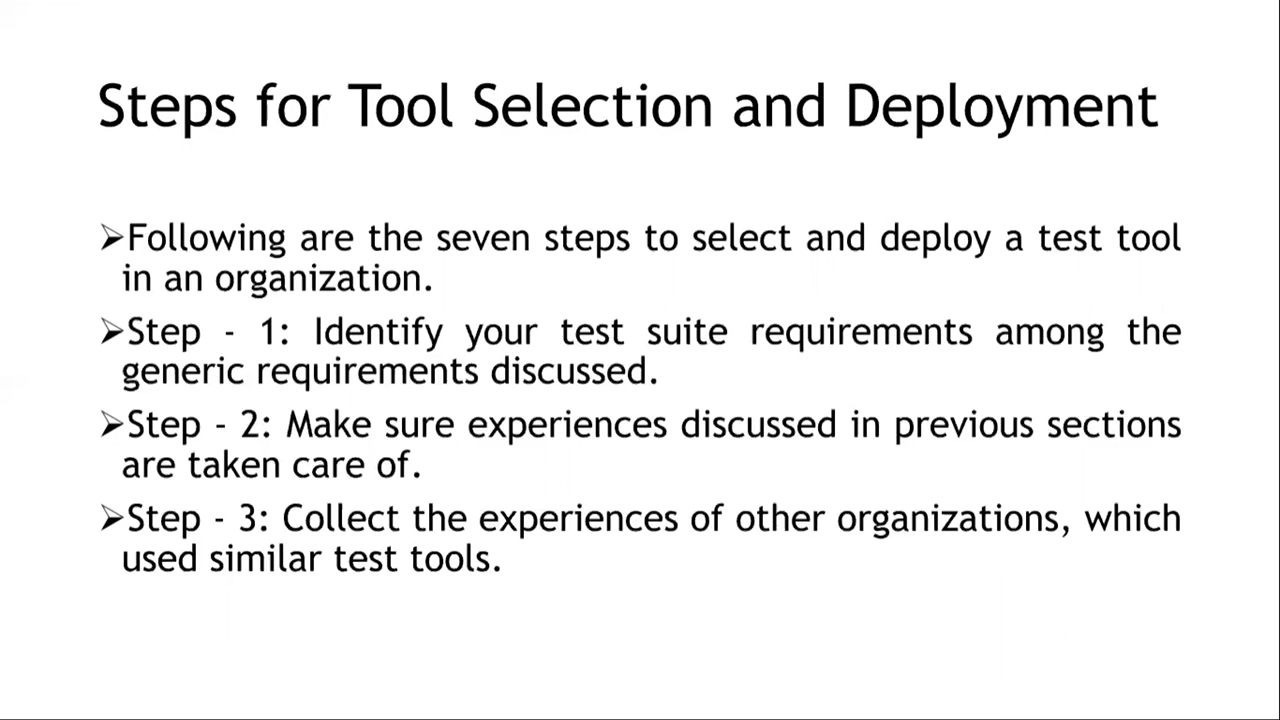 Steps for Tool Selection and Deployment
➢Following are the seven steps to select and deploy a test tool
in an organization.
➢Step - 1: Identify your test suite requirements among the
generic requirements discussed.
➢Step - 2: Make sure experiences discussed in previous sections
are taken care of.
➢Step - 3: Collect the experiences of other organizations, which
used similar test tools.